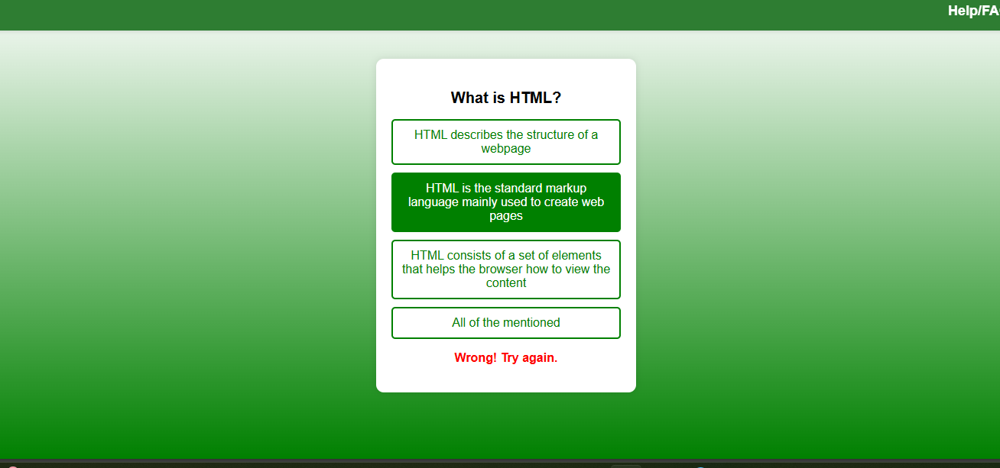 Help/FA
What is HTML?
HTML describes the structure of a
webpage
HTML is the standard markup
language mainly used to create web
pages
HTML consists of a set of elements
that helps the browser how to view the
content
All of the mentioned
Wrong! Try again.